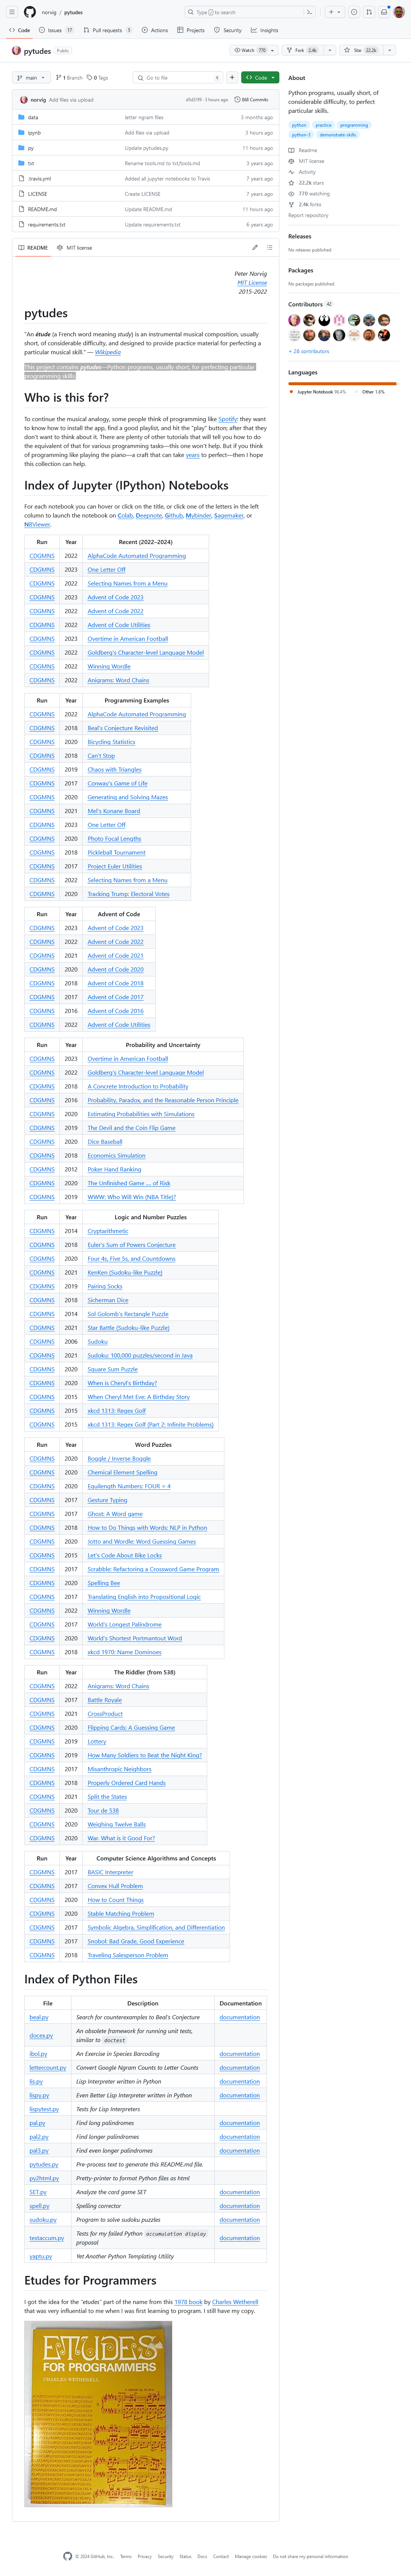 norvig / pytudes
Type / to search
Code Issues 17 Pull requests 5 Actions Projects Wiki Security Insights
pytudes Public
Watch 770 Fork 2.4k Star 22.2k
main 1 Branch 0 Tags
Go to file t
Code
norvig Add files via upload · 3 hours ago 868 Commits
data letter ngram files 3 months ago
ipynb Add files via upload 3 hours ago
py Update pytudes.py 11 hours ago
txt Rename tools.md to txt/tools.md 3 years ago
.travis.yml Added all jupyter notebooks to Travis 7 years ago
LICENSE Create LICENSE 7 years ago
README.md Update README.md 11 hours ago
requirements.txt Update requirements.txt 6 years ago
README MIT license
Peter Norvig
MIT License
2015-2022
pytudes
"An étude (a French word meaning study) is an instrumental musical composition, usually
short, of considerable difficulty, and designed to provide practice material for perfecting a
particular musical skill." — Wikipedia
This project contains pytudes—Python programs, usually short, for perfecting particular
programming skills.
Who is this for?
To continue the musical analogy, some people think of programming like Spotify: they want
to know how to install the app, find a good playlist, and hit the "play" button; after that they
don't want to think about it. There are plenty of other tutorials that will tell you how to do
the equivalent of that for various programming tasks—this one won't help. But if you think
of programming like playing the piano—a craft that can take years to perfect—then I hope
this collection can help.
Index of Jupyter (IPython) Notebooks
For each notebook you can hover on the title, or click one of the letters in the left
column to launch the notebook on Colab, Deepnote, Github, Mybinder, Sagemaker, or
NBViewer.
Run Year Recent (2022–2024)
CDGMNS 2022 AlphaCode Automated Programming
CDGMNS 2023 One Letter Off
CDGMNS 2022 Selecting Names from a Menu
CDGMNS 2023 Advent of Code 2023
CDGMNS 2022 Advent of Code 2022
CDGMNS 2022 Advent of Code Utilities
CDGMNS 2023 Overtime in American Football
CDGMNS 2022 Goldberg's Character-level Language Model
CDGMNS 2022 Winning Wordle
CDGMNS 2022 Anigrams: Word Chains
Run Year Programming Examples
CDGMNS 2022 AlphaCode Automated Programming
CDGMNS 2018 Beal's Conjecture Revisited
CDGMNS 2020 Bicycling Statistics
CDGMNS 2018 Can't Stop
CDGMNS 2019 Chaos with Triangles
CDGMNS 2017 Conway's Game of Life
CDGMNS 2020 Generating and Solving Mazes
CDGMNS 2021 Mel's Konane Board
CDGMNS 2023 One Letter Off
CDGMNS 2020 Photo Focal Lengths
CDGMNS 2018 Pickleball Tournament
CDGMNS 2017 Project Euler Utilities
CDGMNS 2022 Selecting Names from a Menu
CDGMNS 2020 Tracking Trump: Electoral Votes
Run Year Advent of Code
CDGMNS 2023 Advent of Code 2023
CDGMNS 2022 Advent of Code 2022
CDGMNS 2021 Advent of Code 2021
CDGMNS 2020 Advent of Code 2020
CDGMNS 2018 Advent of Code 2018
CDGMNS 2017 Advent of Code 2017
CDGMNS 2016 Advent of Code 2016
CDGMNS 2022 Advent of Code Utilities
Run Year Probability and Uncertainty
CDGMNS 2023 Overtime in American Football
CDGMNS 2022 Goldberg's Character-level Language Model
CDGMNS 2018 A Concrete Introduction to Probability
CDGMNS 2016 Probability, Paradox, and the Reasonable Person Principle
CDGMNS 2020 Estimating Probabilities with Simulations
CDGMNS 2019 The Devil and the Coin Flip Game
CDGMNS 2020 Dice Baseball
CDGMNS 2018 Economics Simulation
CDGMNS 2012 Poker Hand Ranking
CDGMNS 2020 The Unfinished Game .... of Risk
CDGMNS 2019 WWW: Who Will Win (NBA Title)?
Run Year Logic and Number Puzzles
CDGMNS 2014 Cryptarithmetic
CDGMNS 2018 Euler's Sum of Powers Conjecture
CDGMNS 2020 Four 4s, Five 5s, and Countdowns
CDGMNS 2021 KenKen (Sudoku-like Puzzle)
CDGMNS 2019 Pairing Socks
CDGMNS 2018 Sicherman Dice
CDGMNS 2014 Sol Golomb's Rectangle Puzzle
CDGMNS 2021 Star Battle (Sudoku-like Puzzle)
CDGMNS 2006 Sudoku
CDGMNS 2021 Sudoku: 100,000 puzzles/second in Java
CDGMNS 2020 Square Sum Puzzle
CDGMNS 2020 When is Cheryl's Birthday?
CDGMNS 2015 When Cheryl Met Eve: A Birthday Story
CDGMNS 2015 xkcd 1313: Regex Golf
CDGMNS 2015 xkcd 1313: Regex Golf (Part 2: Infinite Problems)
Run Year Word Puzzles
CDGMNS 2020 Boggle / Inverse Boggle
CDGMNS 2020 Chemical Element Spelling
CDGMNS 2020 Equilength Numbers: FOUR = 4
CDGMNS 2017 Gesture Typing
CDGMNS 2017 Ghost: A Word game
CDGMNS 2018 How to Do Things with Words: NLP in Python
CDGMNS 2020 Jotto and Wordle: Word Guessing Games
CDGMNS 2015 Let's Code About Bike Locks
CDGMNS 2017 Scrabble: Refactoring a Crossword Game Program
CDGMNS 2020 Spelling Bee
CDGMNS 2017 Translating English into Propositional Logic
CDGMNS 2022 Winning Wordle
CDGMNS 2017 World's Longest Palindrome
CDGMNS 2020 World's Shortest Portmantout Word
CDGMNS 2018 xkcd 1970: Name Dominoes
Run Year The Riddler (from 538)
CDGMNS 2022 Anigrams: Word Chains
CDGMNS 2017 Battle Royale
CDGMNS 2021 CrossProduct
CDGMNS 2020 Flipping Cards: A Guessing Game
CDGMNS 2019 Lottery
CDGMNS 2019 How Many Soldiers to Beat the Night King?
CDGMNS 2017 Misanthropic Neighbors
CDGMNS 2018 Properly Ordered Card Hands
CDGMNS 2021 Split the States
CDGMNS 2020 Tour de 538
CDGMNS 2020 Weighing Twelve Balls
CDGMNS 2020 War. What is it Good For?
Run Year Computer Science Algorithms and Concepts
CDGMNS 2017 BASIC Interpreter
CDGMNS 2017 Convex Hull Problem
CDGMNS 2020 How to Count Things
CDGMNS 2020 Stable Matching Problem
CDGMNS 2017 Symbolic Algebra, Simplification, and Differentiation
CDGMNS 2017 Snobol: Bad Grade, Good Experience
CDGMNS 2018 Traveling Salesperson Problem
Index of Python Files
File Description Documentation
beal.py Search for counterexamples to Beal's Conjecture documentation
docex.py An obsolete framework for running unit tests,
similar to doctest
ibol.py An Exercise in Species Barcoding documentation
lettercount.py Convert Google Ngram Counts to Letter Counts documentation
lis.py Lisp Interpreter written in Python documentation
lispy.py Even Better Lisp Interpreter written in Python documentation
lispytest.py Tests for Lisp Interpreters
pal.py Find long palindromes documentation
pal2.py Find longer palindromes documentation
pal3.py Find even longer palindromes documentation
pytudes.py Pre-process text to generate this README.md file.
py2html.py Pretty-printer to format Python files as html
SET.py Analyze the card game SET documentation
spell.py Spelling corrector documentation
sudoku.py Program to solve sudoku puzzles documentation
testaccum.py Tests for my failed Python accumulation display
proposal documentation
yaptu.py Yet Another Python Templating Utility
Etudes for Programmers
I got the idea for the "etudes" part of the name from this 1978 book by Charles Wetherell
that was very influential to me when I was first learning to program. I still have my copy.
ETUDES
FOR PROGRAMMERS
About
Python programs, usually short, of
considerable difficulty, to perfect
particular skills.
python practice programming
python-3 demonstrate-skills
Readme
MIT license
Activity
22.2k stars
770 watching
2.4k forks
Report repository
Releases
No releases published
Packages
No packages published
Contributors 42
+ 28 contributors
Languages
Jupyter Notebook 98.4% Other 1.6%
© 2024 GitHub, Inc. Terms Privacy Security Status Docs Contact Manage cookies Do not share my personal information